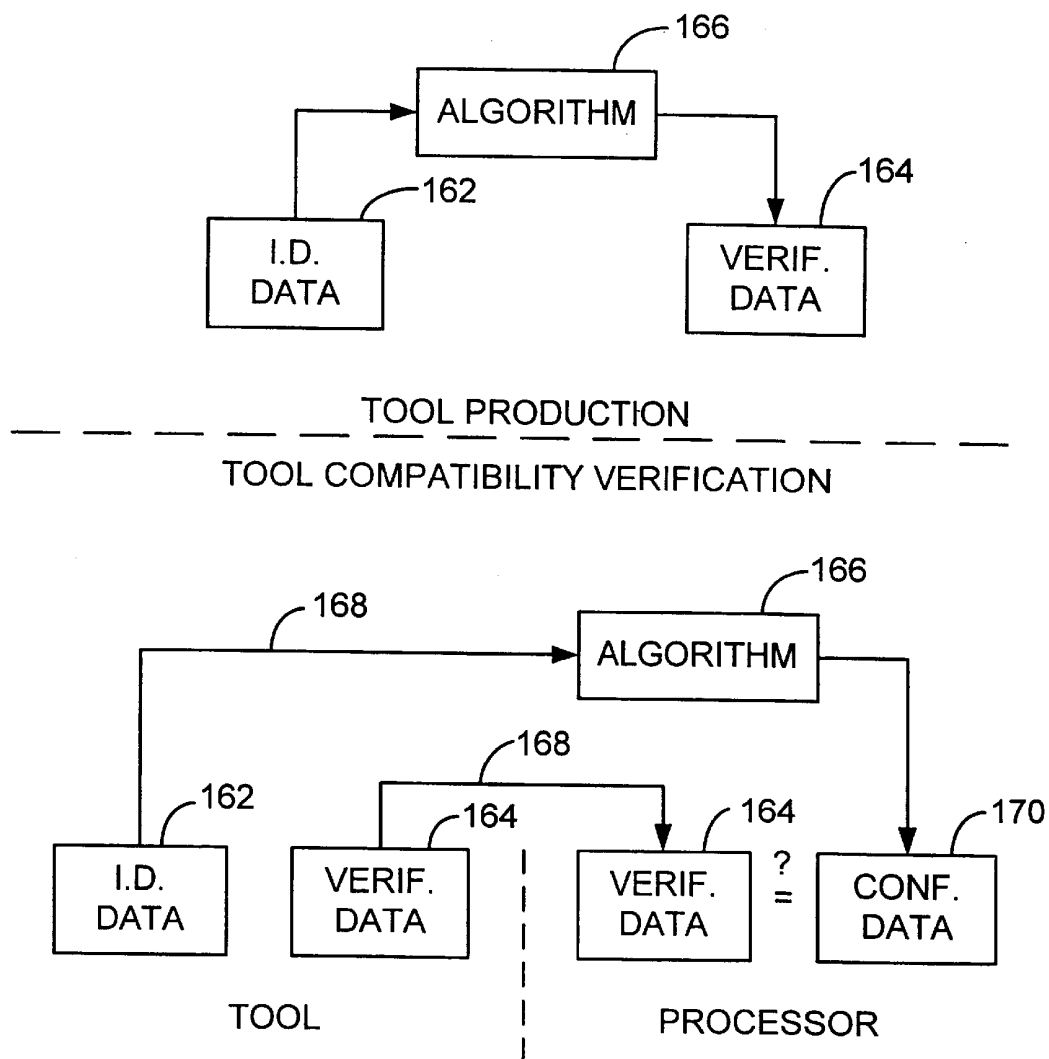 166
ALGORITHM
162
164
I.D.
DATA
VERIF.
DATA
TOOL PRODUCTION
TOOL COMPATIBILITY VERIFICATION
166
168
ALGORITHM
168
162
164
164
170
I.D.
DATA
VERIF.
DATA
VERIF.
DATA
?
=
CONF.
DATA
TOOL
PROCESSOR